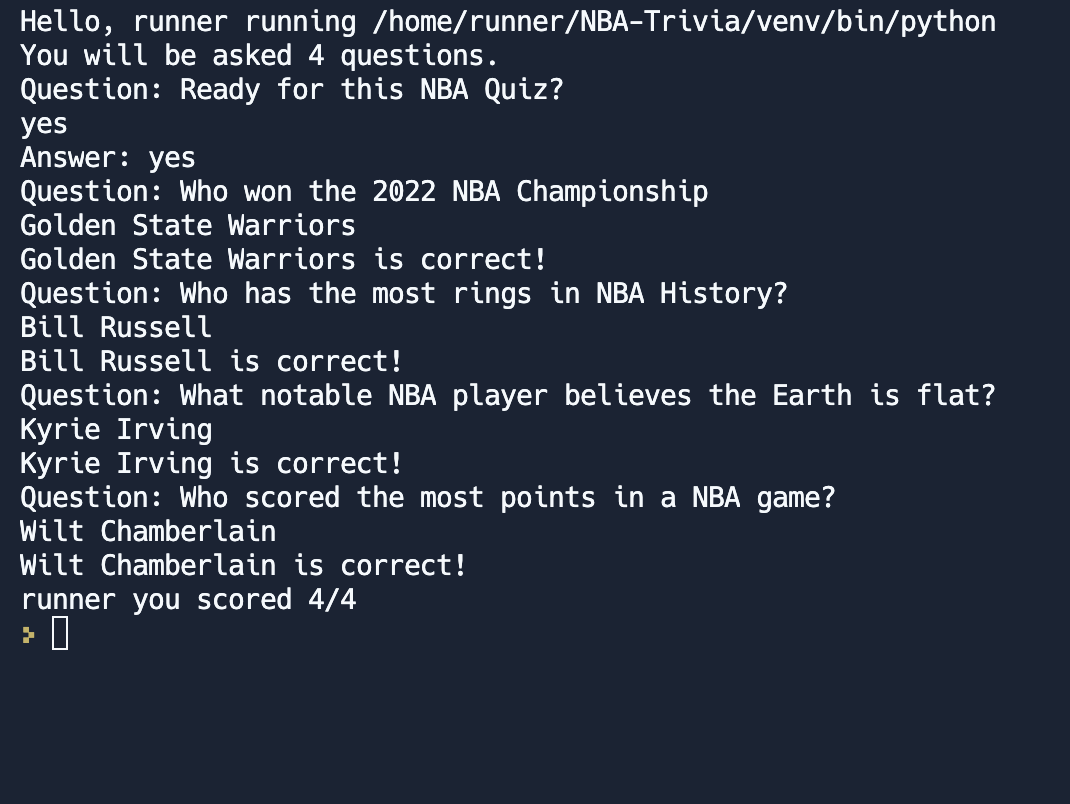 Hello, runner running /home/runner/NBA-Trivia/venv/bin/python
You will be asked 4 questions.
Question: Ready for this NBA Quiz?
yes
Answer: yes
Question: Who won the 2022 NBA Championship
Golden State Warriors
Golden State Warriors is correct!
Question: Who has the most rings in NBA History?
Bill Russell
Bill Russell is correct!
Question: What notable NBA player believes the Earth is flat?
Kyrie Irving
Kyrie Irving is correct!
Question: Who scored the most points in a NBA game?
Wilt Chamberlain
Wilt Chamberlain is correct!
runner you scored 4/4